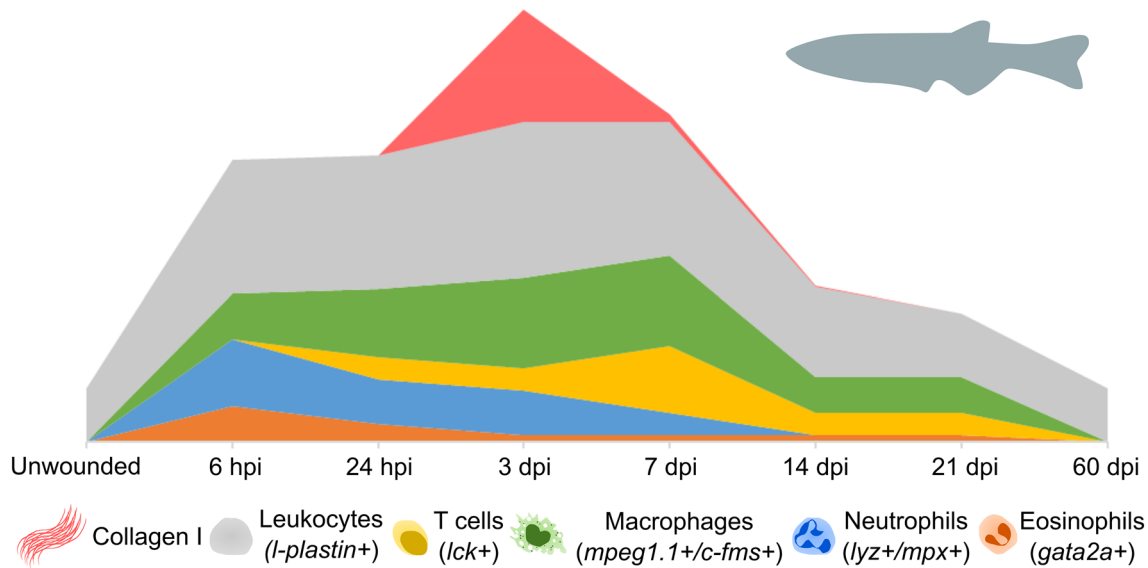 Unwounded 6 hpi 24 hpi 3 dpi 7 dpi 14 dpi 21 dpi 60 dpi
Collagen I
Leukocytes
(l-plastin+)
T cells
(lck+)
Macrophages
(mpeg1.1+/c-fms+)
Neutrophils
(lyz+/mpx+)
Eosinophils
(gata2a+)